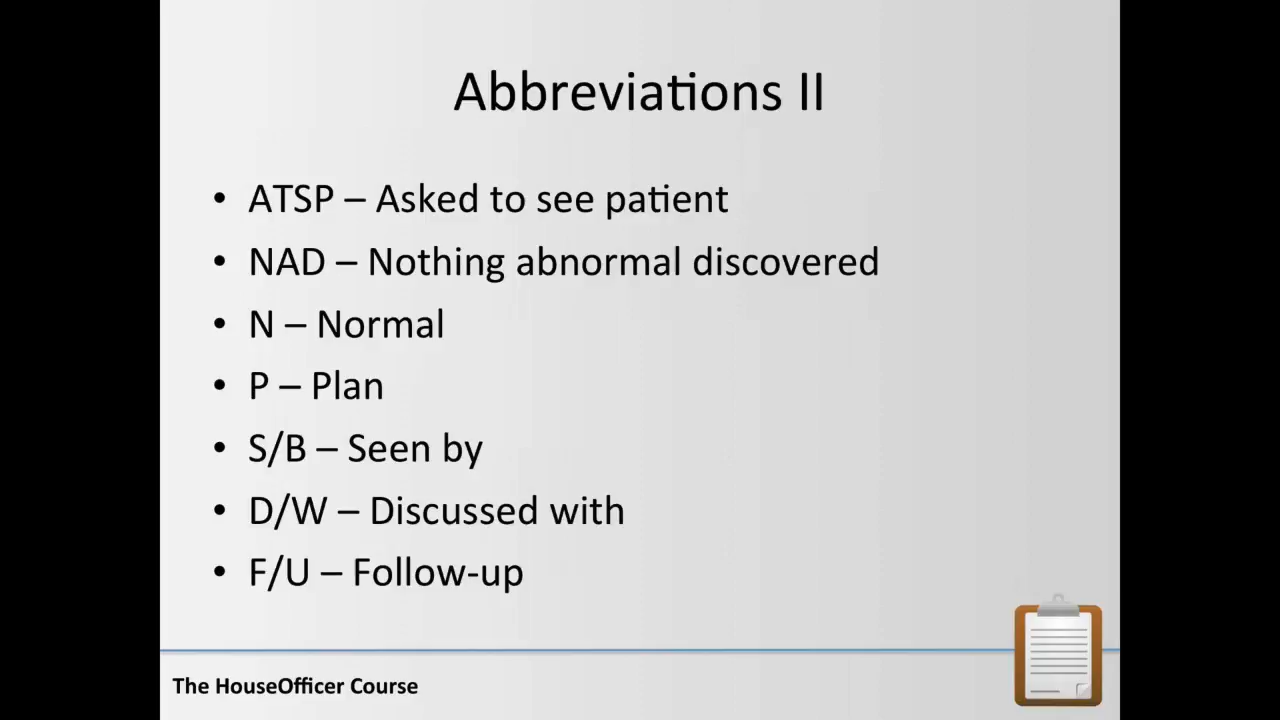 Abbreviations II
• ATSP – Asked to see patient
• NAD – Nothing abnormal discovered
• N – Normal
• P – Plan
• S/B – Seen by
• D/W – Discussed with
• F/U – Follow-up
The HouseOfficer Course